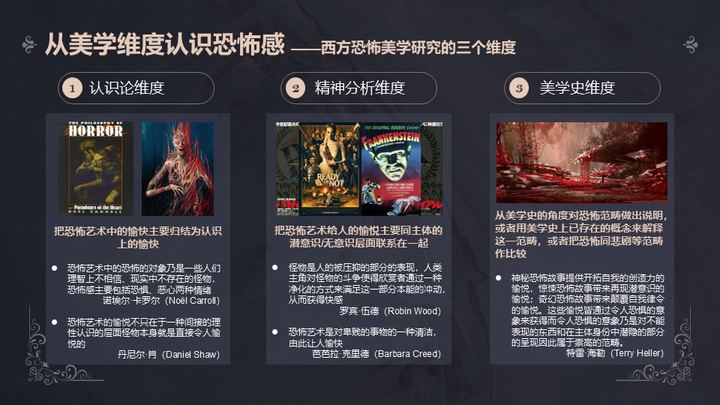 从美学维度认识恐怖感 ——西方恐怖美学研究的三个维度
1 认识论维度
THE PHILOSOPHY OF
HORROR
Paradoxes of the Heart
NOEL CARROLL
把恐怖艺术中的愉快主要归结为认识
上的愉快
恐怖艺术中的恐怖的对象乃是一些人们
理智上不相信、现实中不存在的怪物,
恐怖感主要包括恐惧、恶心两种情绪
诺埃尔·卡罗尔（Noël Carroll）
恐怖艺术的愉悦不只在于一种间接的理
性认识的层面怪物本身就是直接令人愉
悦的
丹尼尔·肖（Daniel Shaw）
2 精神分析维度
READY
OR NOT
THE ORIGINAL HORROR SHOW!
FRANKENSTEIN
把恐怖艺术给人的愉悦主要同主体的
潜意识/无意识层面联系在一起
怪物是人的被压抑的部分的表现，人类
主角对怪物的斗争使得欣赏者通过一种
净化的方式来满足这一部分本能的冲动，
从而获得快感
罗宾·伍德（Robin Wood）
恐怖艺术是对卑贱的事物的一种清洁，
由此让人愉快
芭芭拉·克里德（Barbara Creed）
3 美学史维度
从美学史的角度对恐怖范畴做出说明，
或者用美学史上已存在的概念来解释
这一范畴，或者把恐怖同悲剧等范畴
作比较
神秘恐怖故事提供开拓自我的创造力的
愉悦，惊悚恐怖故事带来再现潜意识的
愉悦；奇幻恐怖故事带来颠覆自我律令
的愉悦。这些愉悦皆通过令人恐惧的意
象来获得而令人恐惧的意象乃是对不能
表现的东西和在主体身份中潜隐的部分
的呈现因此属于崇高的范畴。
特雷·海勒（Terry Heller）